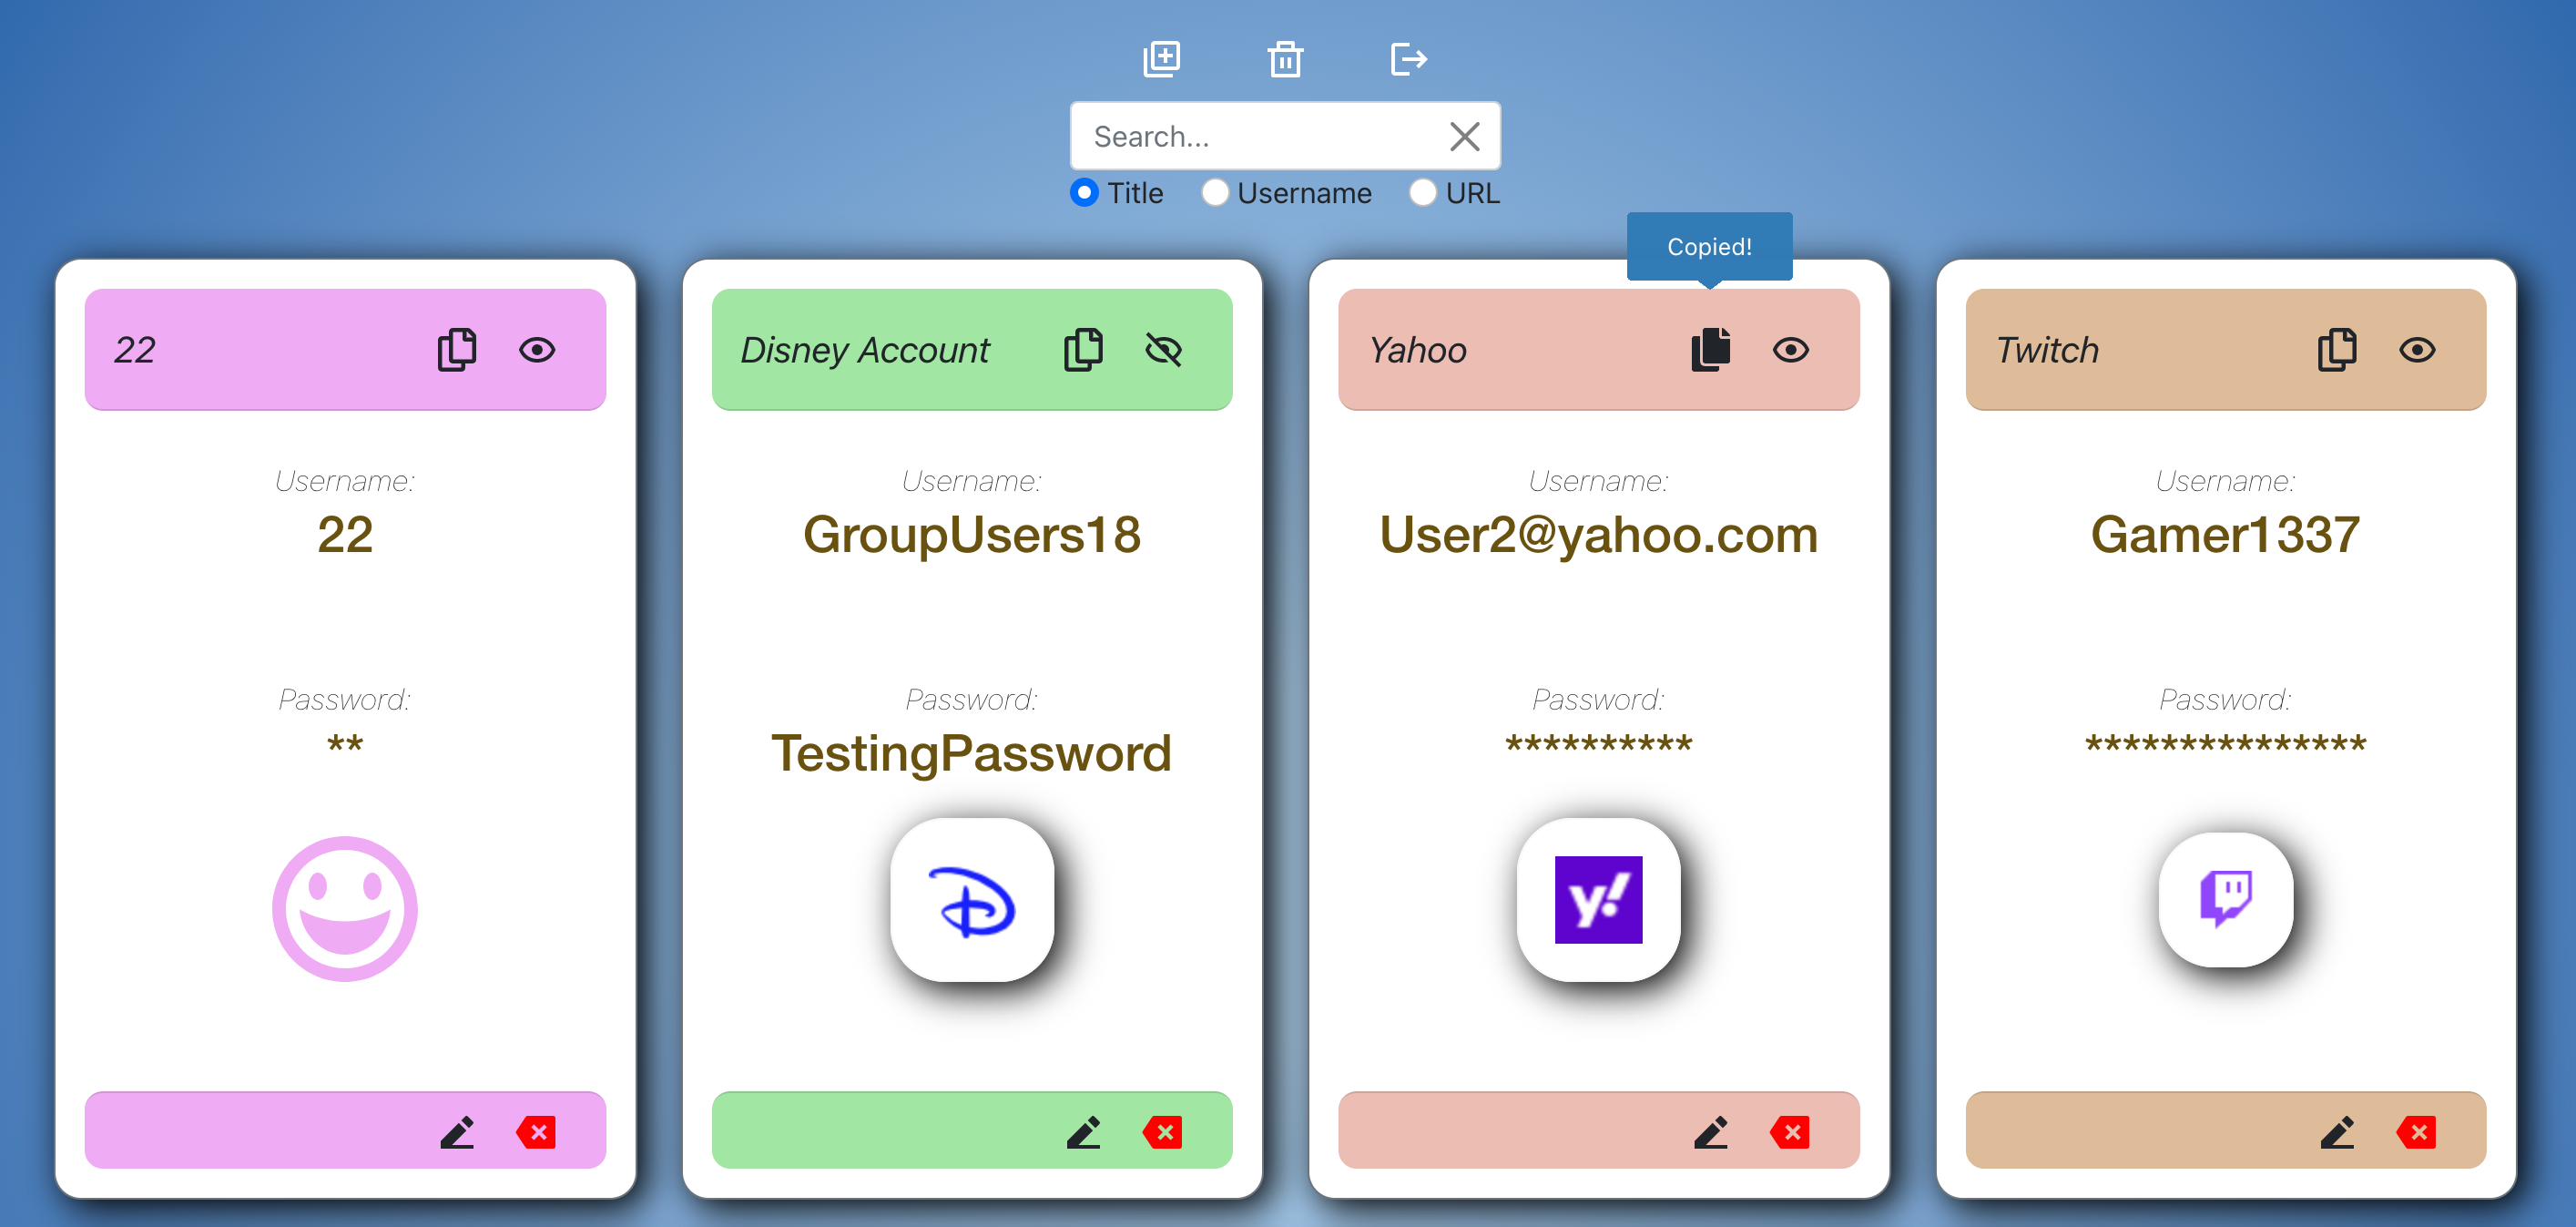 Search...
Title Username URL
Copied!
22
Username:
22
Password:
**
Disney Account
Username:
GroupUsers18
Password:
TestingPassword
Yahoo
Username:
User2@yahoo.com
Password:
**********
y!
Twitch
Username:
Gamer1337
Password:
***************